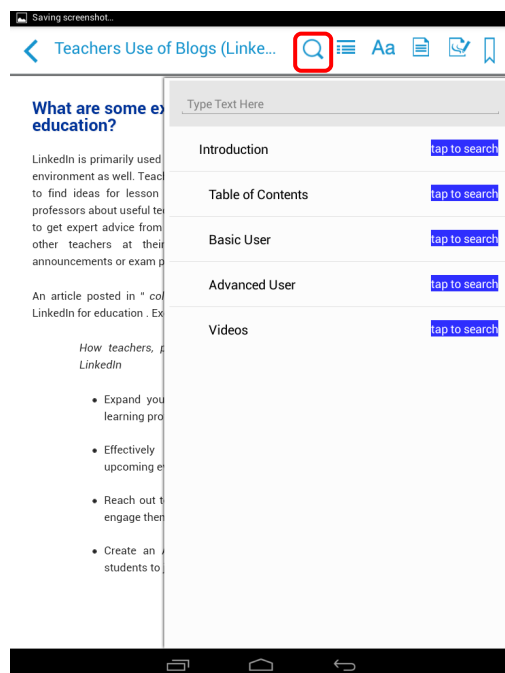 Saving screenshot...
Teachers Use of Blogs (Linke...
Aa
What are some ex
education?
LinkedIn is primarily used
environment as well. Teac
to find ideas for lesson
professors about useful te
to get expert advice from
other teachers at their
announcements or exam p
An article posted in " col
LinkedIn for education . Ex
How teachers, p
LinkedIn
• Expand you
learning pro
• Effectively
upcoming e
• Reach out t
engage then
• Create an A
students to
Type Text Here
Introduction tap to search
Table of Contents tap to search
Basic User tap to search
Advanced User tap to search
Videos tap to search